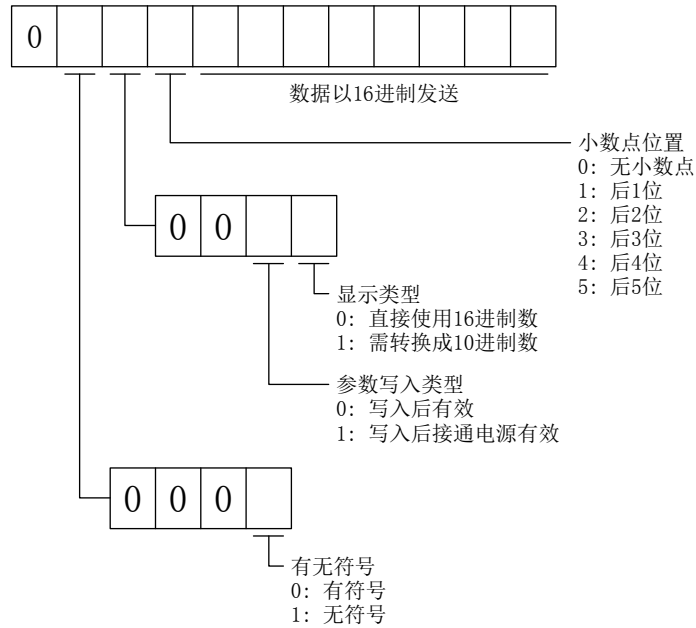 0
数据以16进制发送
小数点位置
0: 无小数点
1: 后1位
2: 后2位
3: 后3位
4: 后4位
5: 后5位
0 0
显示类型
0: 直接使用16进制数
1: 需转换成10进制数
参数写入类型
0: 写入后有效
1: 写入后接通电源有效
0 0 0
有无符号
0: 有符号
1: 无符号